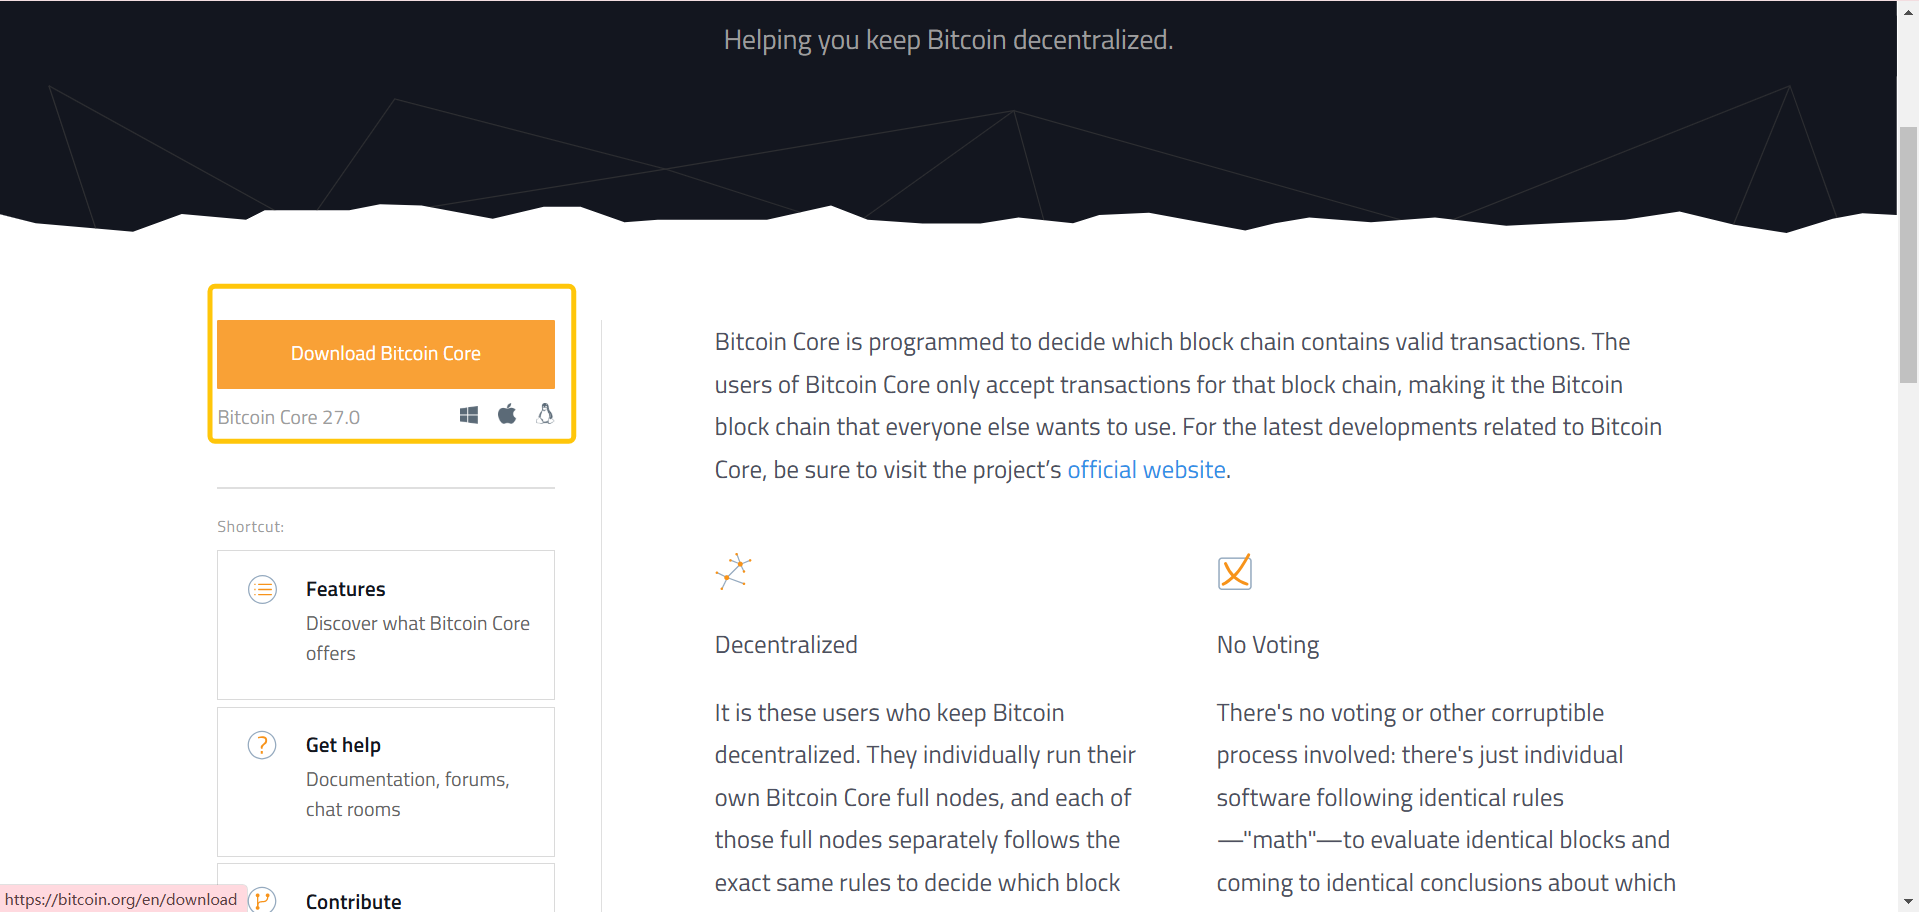 Helping you keep Bitcoin decentralized.
Download Bitcoin Core
Bitcoin Core 27.0
Shortcut:
Features
Discover what Bitcoin Core
offers
Get help
Documentation, forums,
chat rooms
Contribute
Bitcoin Core is programmed to decide which block chain contains valid transactions. The
users of Bitcoin Core only accept transactions for that block chain, making it the Bitcoin
block chain that everyone else wants to use. For the latest developments related to Bitcoin
Core, be sure to visit the project’s official website.
Decentralized
It is these users who keep Bitcoin
decentralized. They individually run their
own Bitcoin Core full nodes, and each of
those full nodes separately follows the
exact same rules to decide which block
No Voting
There's no voting or other corruptible
process involved: there's just individual
software following identical rules
—"math"—to evaluate identical blocks and
coming to identical conclusions about which
https://bitcoin.org/en/download